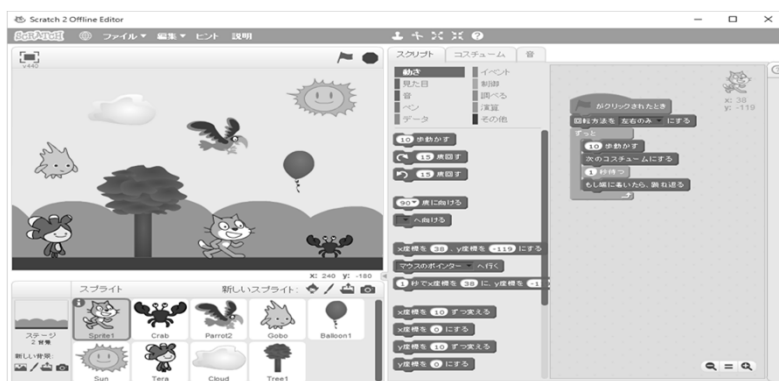 Scratch 2 Offline Editor
SCRATCH ファイル▼ 編集▼ ヒント 説明
v442
x: 240 y: -180
スプライト 新しいスプライト:
ステージ
2 背景
新しい背景:
Sprite1 Crab Parrot2 Gobo Balloon1
Sun Tera Cloud Tree1
スクリプト コスチューム 音
動き イベント
見た目 制御
音 調べる
ペン 演算
データ その他
10 歩動かす
15 度回す
15 度回す
90▼ 度に向ける
へ向ける
x座標を 38 、y座標を -119 にする
マウスのポインター へ行く
1 秒でx座標を 38 に、y座標を -11
x座標を 10 ずつ変える
x座標を 0 にする
y座標を 10 ずつ変える
y座標を 0 にする
x: 38
y: -119
がクリックされたとき
回転方法を 左右のみ にする
ずっと
10 歩動かす
次のコスチュームにする
1 秒待つ
もし端に着いたら、跳ね返る